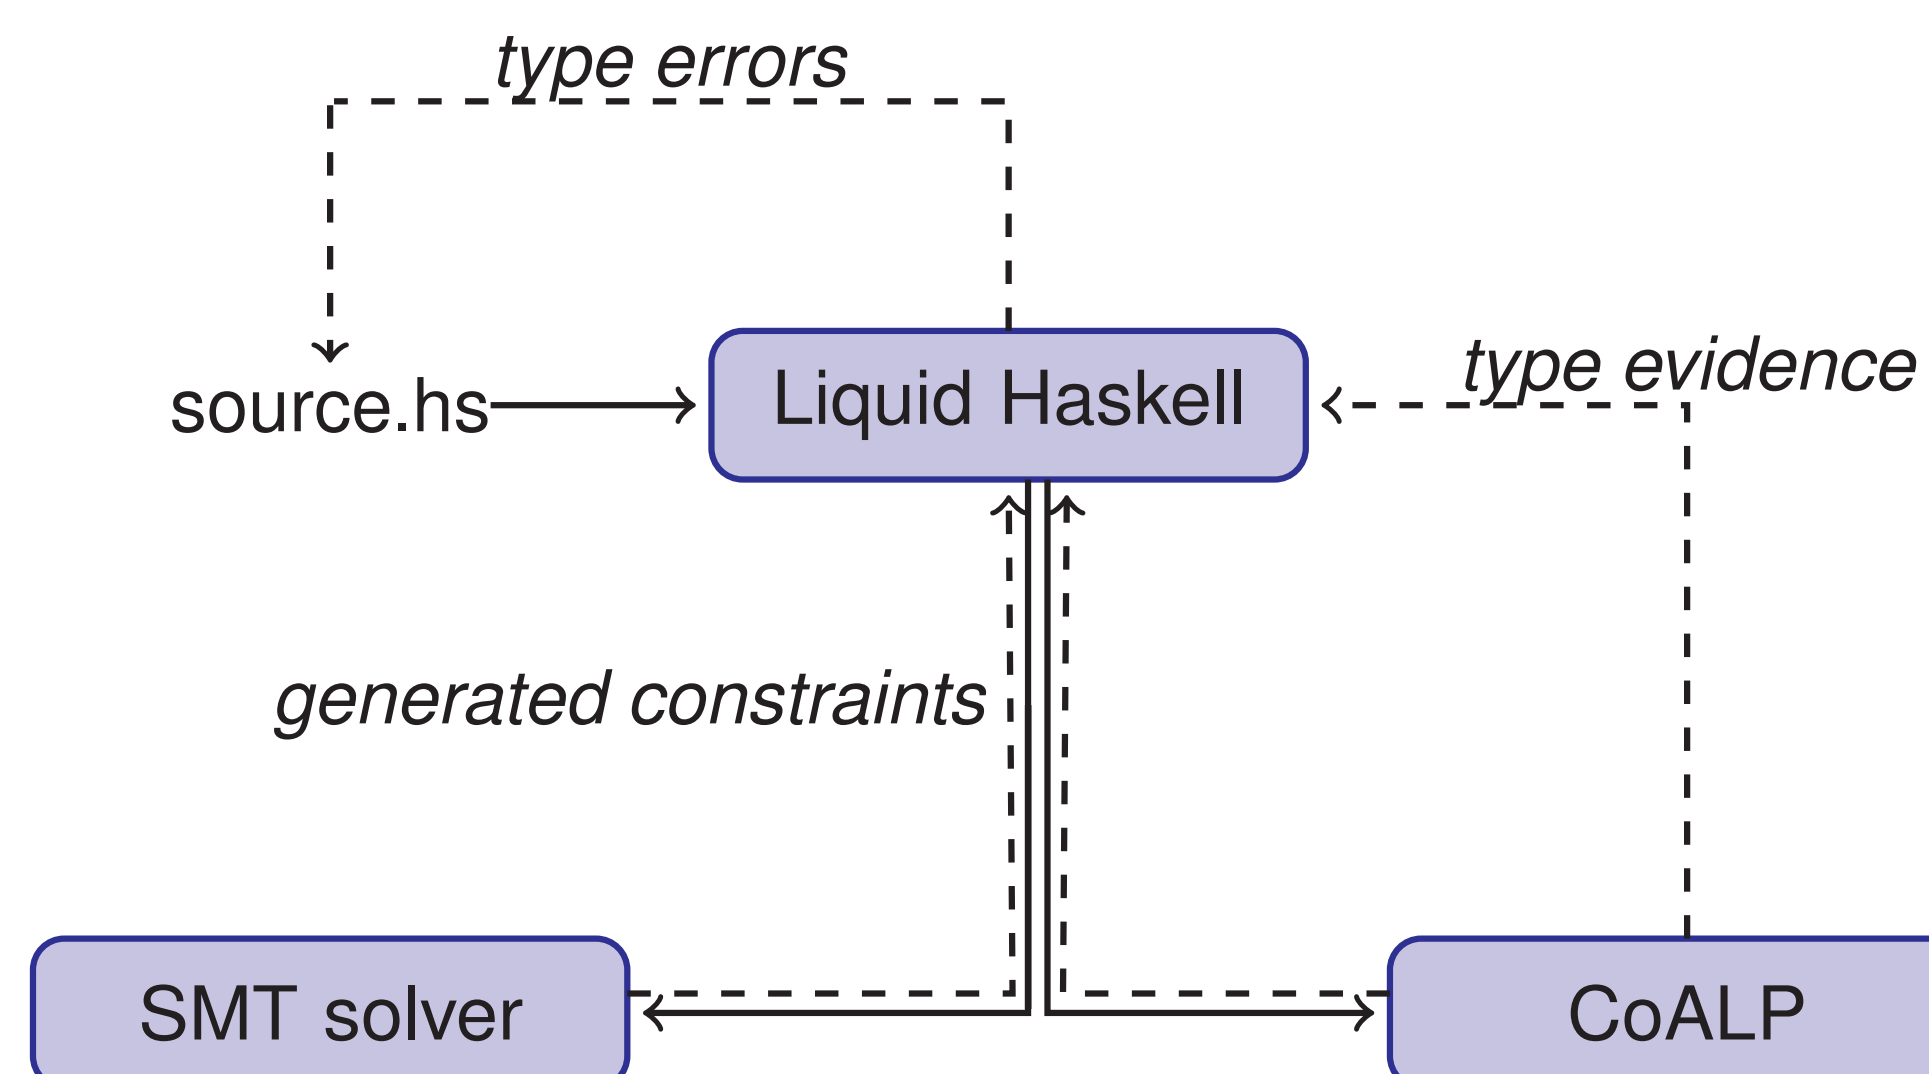 type errors
type evidence
source.hs
Liquid Haskell
generated constraints
SMT solver
CoALP